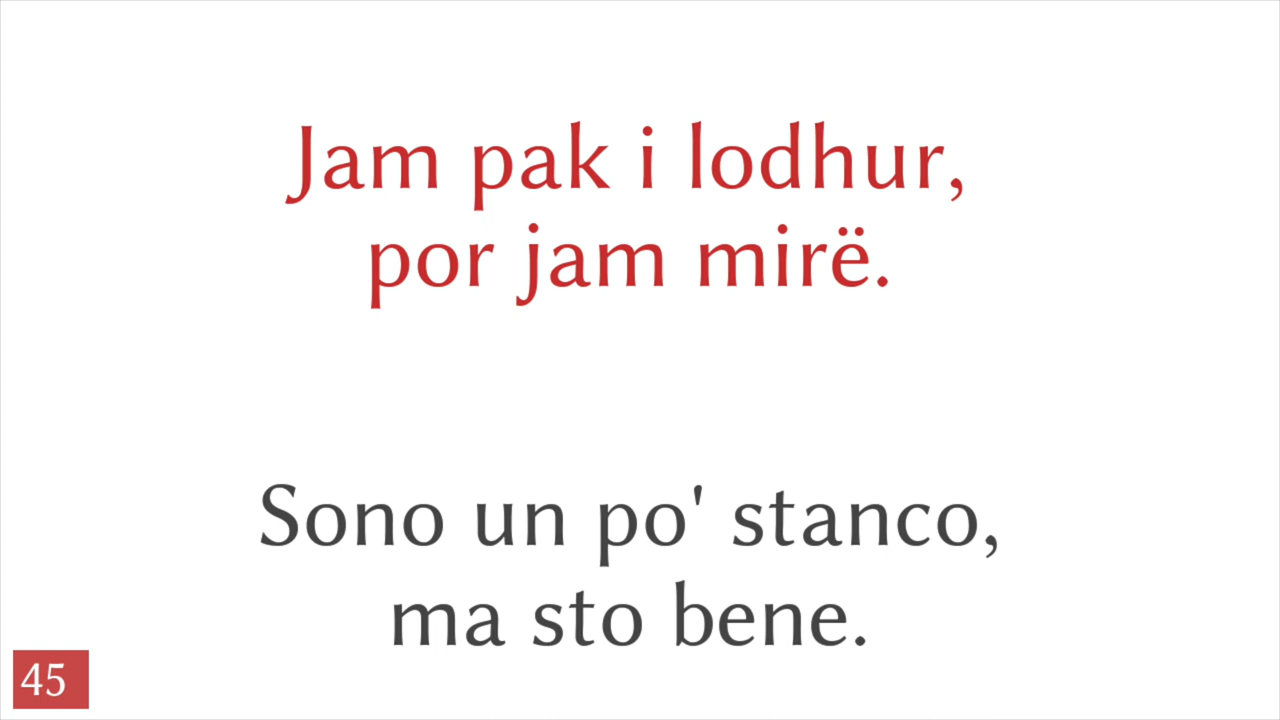 Jam pak i lodhur,
por jam mirë.
Sono un po' stanco,
ma sto bene.
45